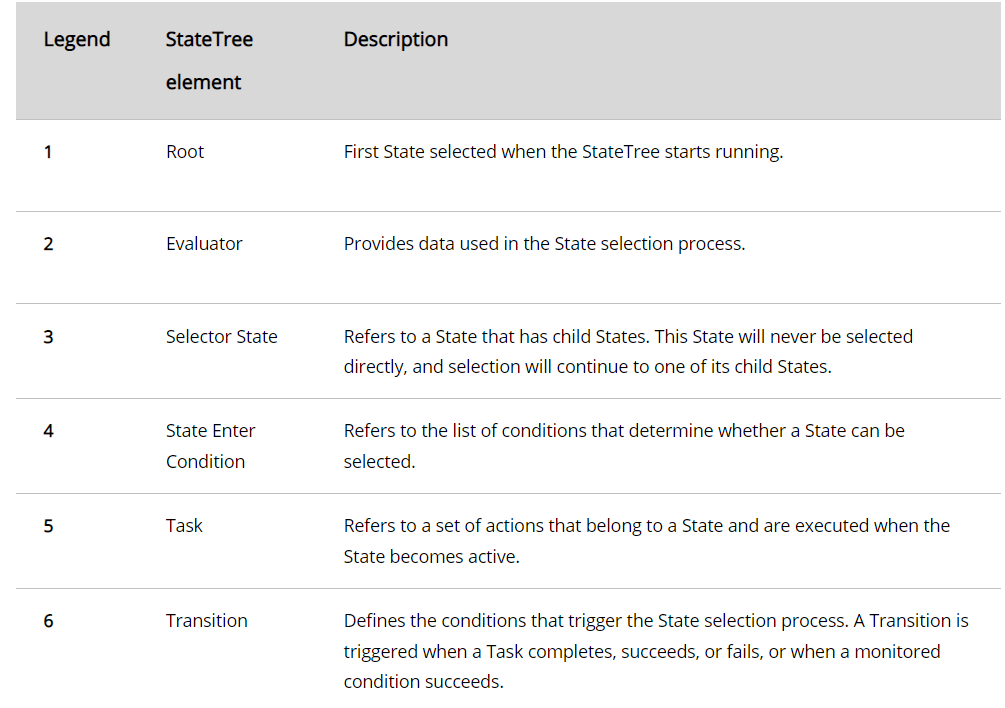 Legend StateTree Description
element
1 Root First State selected when the StateTree starts running.
2 Evaluator Provides data used in the State selection process.
3 Selector State Refers to a State that has child States. This State will never be selected
directly, and selection will continue to one of its child States.
4 State Enter Refers to the list of conditions that determine whether a State can be
Condition selected.
5 Task Refers to a set of actions that belong to a State and are executed when the
State becomes active.
6 Transition Defines the conditions that trigger the State selection process. A Transition is
triggered when a Task completes, succeeds, or fails, or when a monitored
condition succeeds.